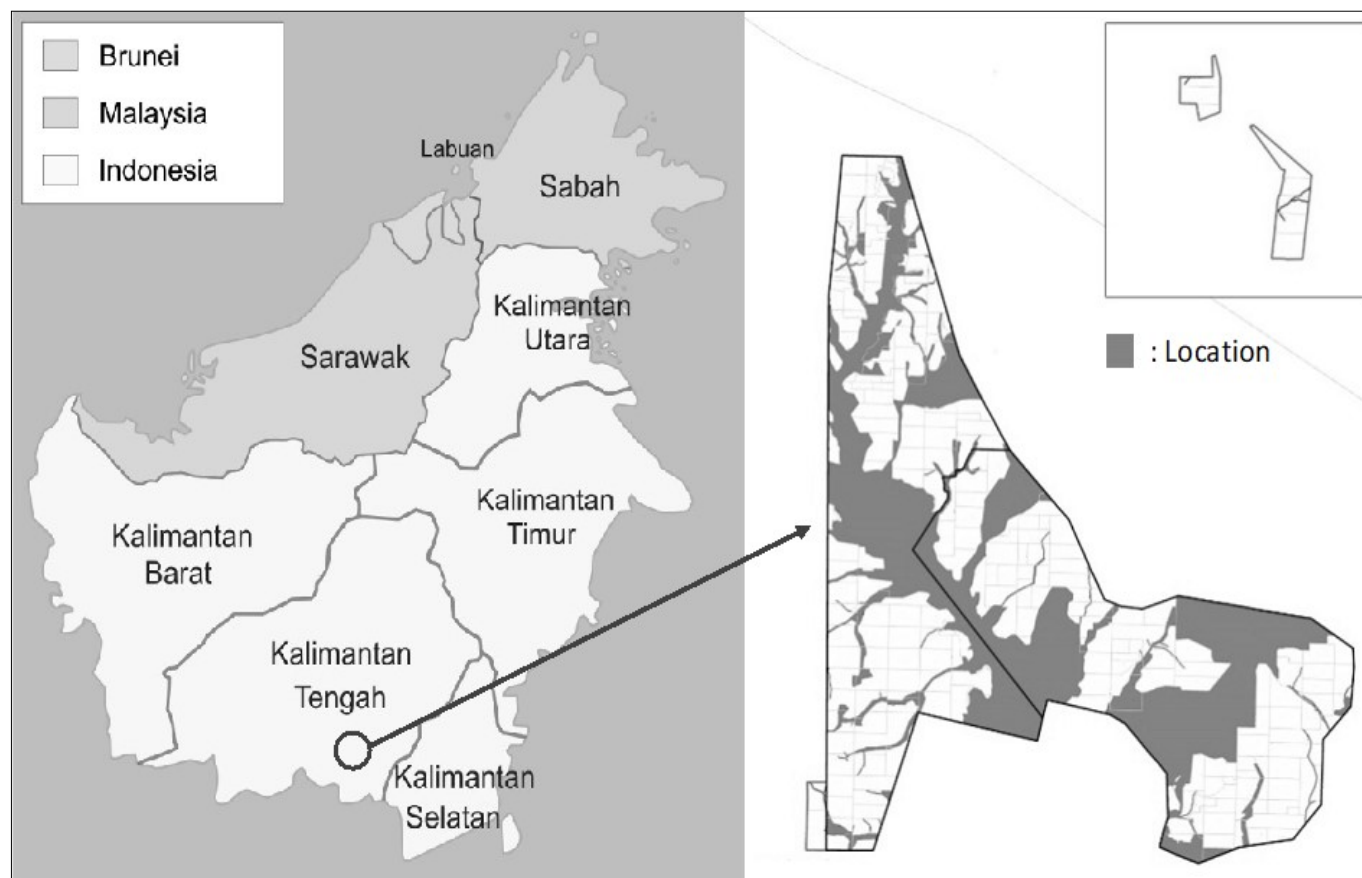 Brunei
Malaysia
Indonesia
Labuan
Sabah
Kalimantan
Utara
Sarawak
Kalimantan
Timur
Kalimantan
Barat
Kalimantan
Tengah
Kalimantan
Selatan
: Location